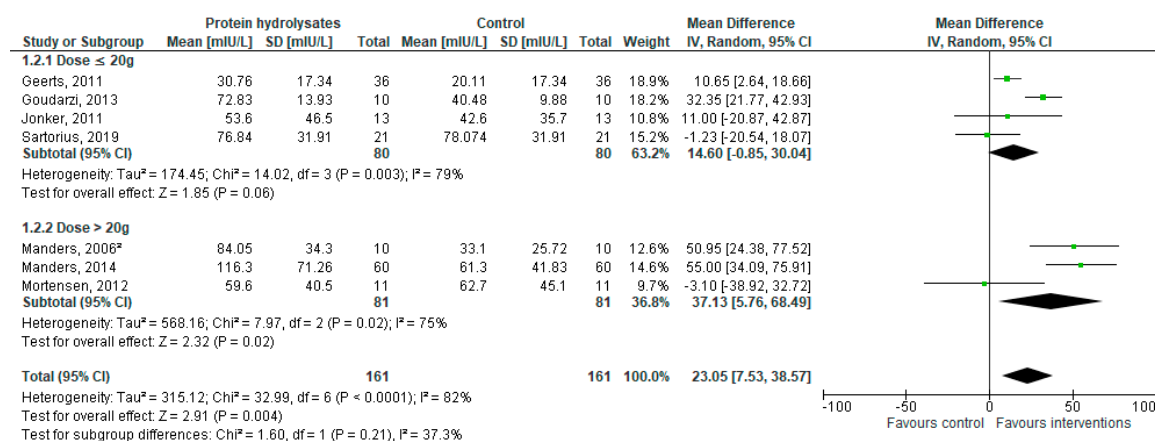 Protein hydrolysates Control Mean Difference Mean Difference
Study or Subgroup Mean [mIU/L] SD [mIU/L] Total Mean [mIU/L] SD [mIU/L] Total Weight IV, Random, 95% CI IV, Random, 95% CI
1.2.1 Dose ≤ 20g
Geerts, 2011 30.76 17.34 36 20.11 17.34 36 18.9% 10.65 [2.64, 18.66]
Goudarzi, 2013 72.83 13.93 10 40.48 9.88 10 18.2% 32.35 [21.77, 42.93]
Jonker, 2011 53.6 46.5 13 42.6 35.7 13 10.8% 11.00 [-20.87, 42.87]
Sartorius, 2019 76.84 31.91 21 78.074 31.91 21 15.2% -1.23 [-20.54, 18.07]
Subtotal (95% CI) 80 80 63.2% 14.60 [-0.85, 30.04]
Heterogeneity: Tau² = 174.45; Chi² = 14.02, df = 3 (P = 0.003); I² = 79%
Test for overall effect: Z = 1.85 (P = 0.06)
1.2.2 Dose > 20g
Manders, 2006² 84.05 34.3 10 33.1 25.72 10 12.6% 50.95 [24.38, 77.52]
Manders, 2014 116.3 71.26 60 61.3 41.83 60 14.6% 55.00 [34.09, 75.91]
Mortensen, 2012 59.6 40.5 11 62.7 45.1 11 9.7% -3.10 [-38.92, 32.72]
Subtotal (95% CI) 81 81 36.8% 37.13 [5.76, 68.49]
Heterogeneity: Tau² = 568.16; Chi² = 7.97, df = 2 (P = 0.02); I² = 75%
Test for overall effect: Z = 2.32 (P = 0.02)
Total (95% CI) 161 161 100.0% 23.05 [7.53, 38.57]
Heterogeneity: Tau² = 315.12; Chi² = 32.99, df = 6 (P < 0.0001); I² = 82%
Test for overall effect: Z = 2.91 (P = 0.004)
Test for subgroup differences: Chi² = 1.60, df = 1 (P = 0.21), I² = 37.3%
-100 -50 0 50 100
Favours control Favours interventions